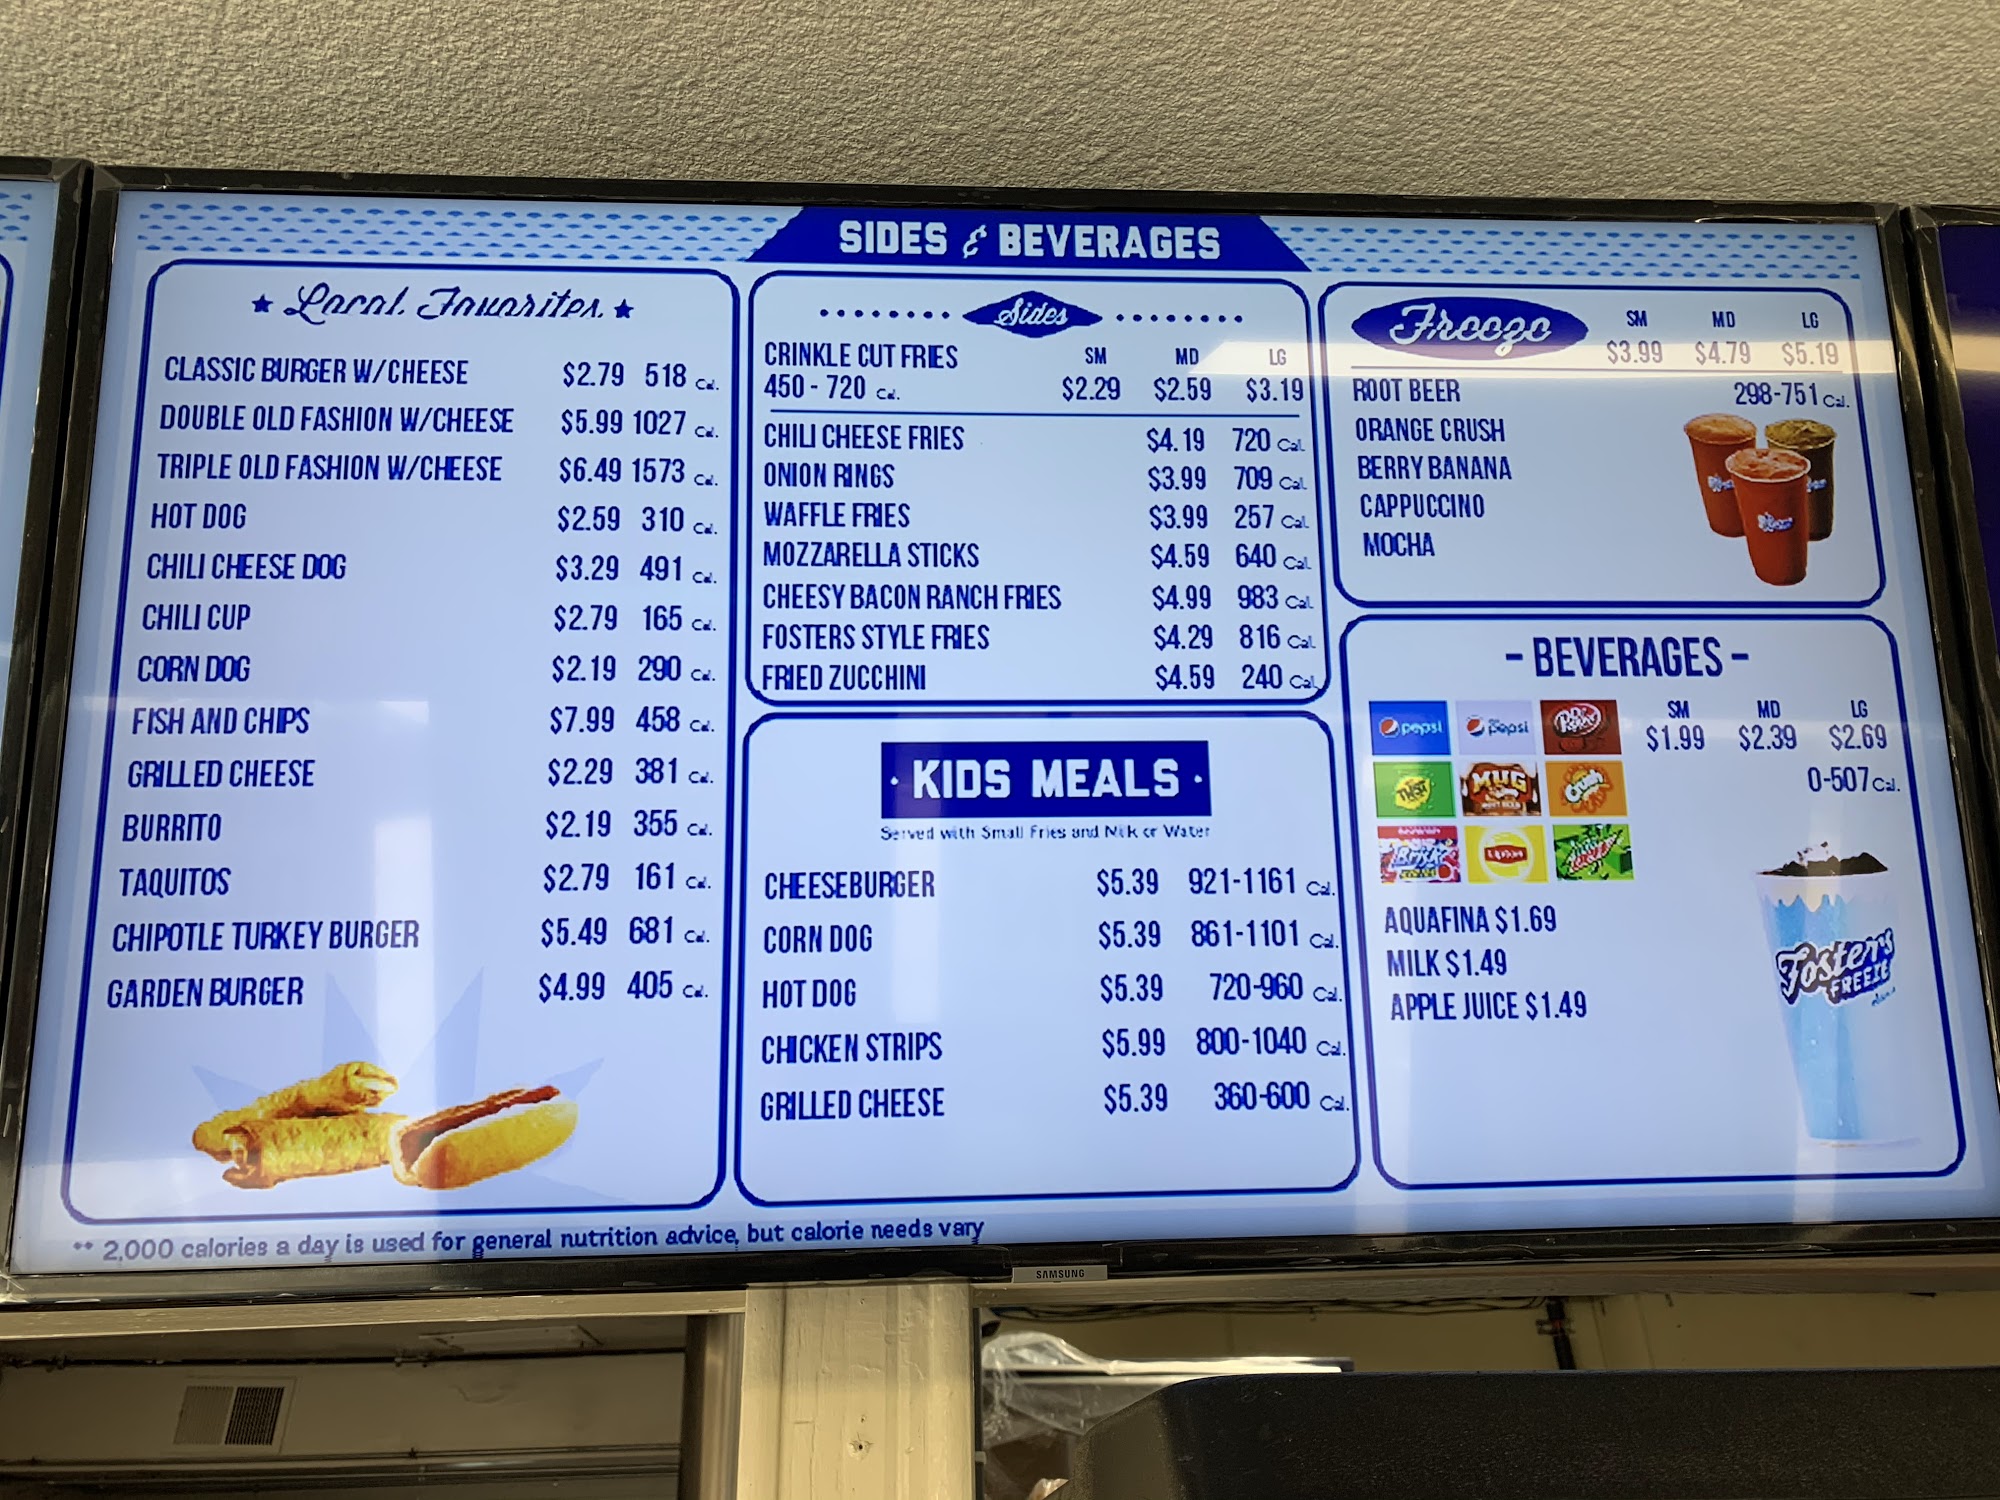 SIDES & BEVERAGES
★ Local Favorites ★
CLASSIC BURGER W/CHEESE $2.79 518 Cal.
DOUBLE OLD FASHION W/CHEESE $5.99 1027 Cal.
TRIPLE OLD FASHION W/CHEESE $6.49 1573 Cal.
HOT DOG $2.59 310 Cal.
CHILI CHEESE DOG $3.29 491 Cal.
CHILI CUP $2.79 165 Cal.
CORN DOG $2.19 290 Cal.
FISH AND CHIPS $7.99 458 Cal.
GRILLED CHEESE $2.29 381 Cal.
BURRITO $2.19 355 Cal.
TAQUITOS $2.79 161 Cal.
CHIPOTLE TURKEY BURGER $5.49 681 Cal.
GARDEN BURGER $4.99 405 Cal.
Sides
CRINKLE CUT FRIES SM MD LG
450 - 720 Cal. $2.29 $2.59 $3.19
CHILI CHEESE FRIES $4.19 720 Cal.
ONION RINGS $3.99 709 Cal.
WAFFLE FRIES $3.99 257 Cal.
MOZZARELLA STICKS $4.59 640 Cal.
CHEESY BACON RANCH FRIES $4.99 983 Cal.
FOSTERS STYLE FRIES $4.29 816 Cal.
FRIED ZUCCHINI $4.59 240 Cal.
· KIDS MEALS ·
Served with Small Fries and Milk or Water
CHEESEBURGER $5.39 921-1161 Cal.
CORN DOG $5.39 861-1101 Cal.
HOT DOG $5.39 720-960 Cal.
CHICKEN STRIPS $5.99 800-1040 Cal.
GRILLED CHEESE $5.39 360-600 Cal.
Freezo SM MD LG
$3.99 $4.79 $5.19
ROOT BEER 298-751 Cal.
ORANGE CRUSH
BERRY BANANA
CAPPUCCINO
MOCHA
- BEVERAGES -
SM MD LG
$1.99 $2.39 $2.69
0-507 Cal.
pepsi
pepsi
Dr Pepper
TWST
MUG
Crush
Brisk
Lipton
AQUAFINA $1.69
MILK $1.49
APPLE JUICE $1.49
Fosters
FREEZE
** 2,000 calories a day is used for general nutrition advice, but calorie needs vary
SAMSUNG